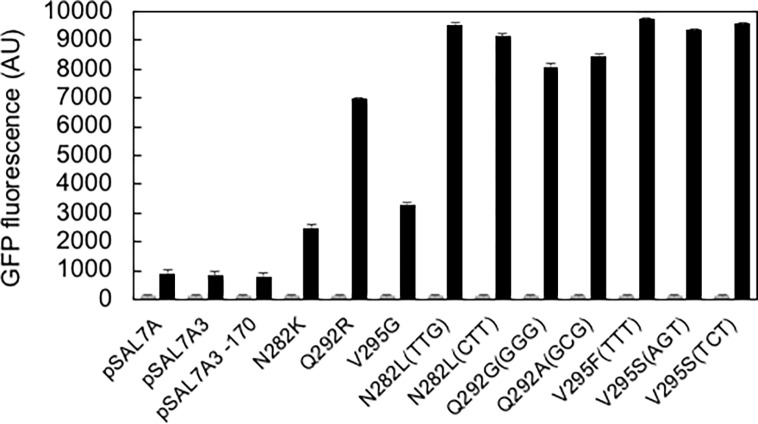 GFP fluorescence (AU)
10000
9000
8000
7000
6000
5000
4000
3000
2000
1000
0
pSAL7A
pSAL7A3
pSAL7A3 -170
N282K
Q292R
V295G
N282L(TTG)
N282L(CTT)
Q292G(GGG)
Q292A(GCG)
V295F(TTT)
V295S(AGT)
V295S(TCT)